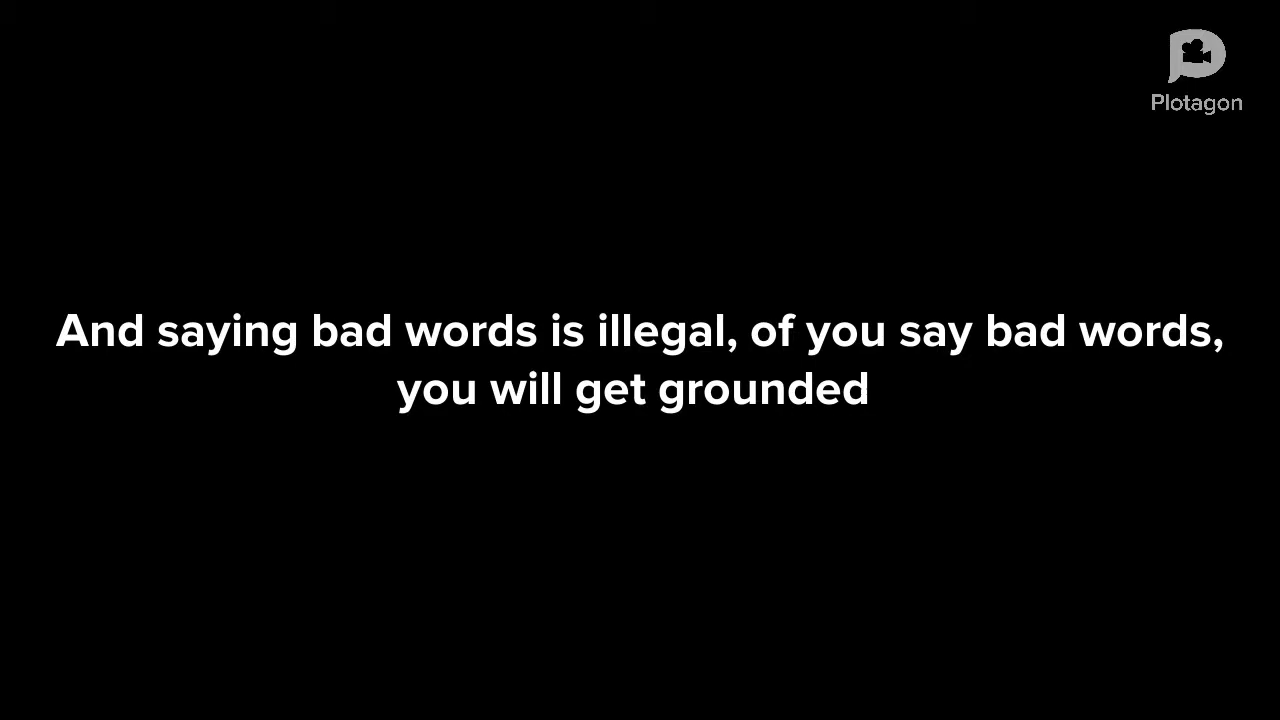 Plotagon
And saying bad words is illegal, of you say bad words,
you will get grounded